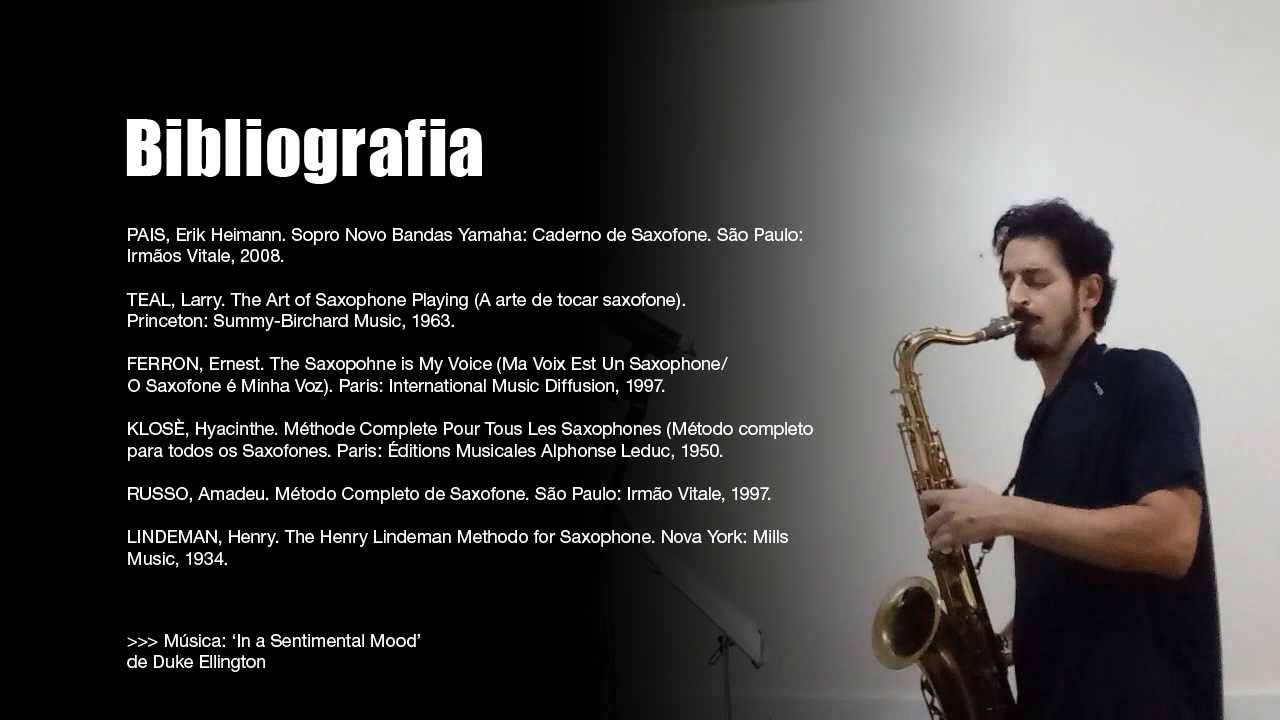 Bibliografia
PAIS, Erik Heimann. Sopro Novo Bandas Yamaha: Caderno de Saxofone. São Paulo:
Irmãos Vitale, 2008.
TEAL, Larry. The Art of Saxophone Playing (A arte de tocar saxofone).
Princeton: Summy-Birchard Music, 1963.
FERRON, Ernest. The Saxopohne is My Voice (Ma Voix Est Un Saxophone/
O Saxofone é Minha Voz). Paris: International Music Diffusion, 1997.
KLOSÈ, Hyacinthe. Méthode Complete Pour Tous Les Saxophones (Método completo
para todos os Saxofones. Paris: Éditions Musicales Alphonse Leduc, 1950.
RUSSO, Amadeu. Método Completo de Saxofone. São Paulo: Irmão Vitale, 1997.
LINDEMAN, Henry. The Henry Lindeman Methodo for Saxophone. Nova York: Mills
Music, 1934.
>>> Música: ‘In a Sentimental Mood’
de Duke Ellington